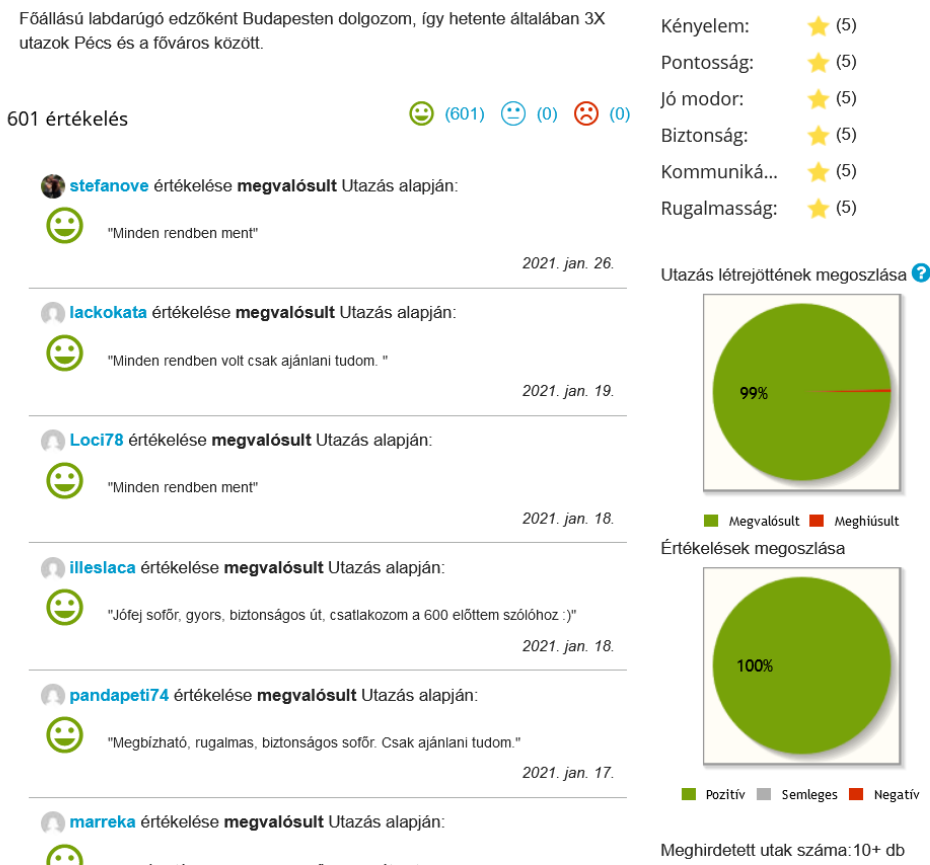 Főállású labdarúgó edzőként Budapesten dolgozom, így hetente általában 3X
utazok Pécs és a főváros között.
601 értékelés
(601) (0) (0)
stefanove értékelése megvalósult Utazás alapján:
"Minden rendben ment"
2021. jan. 26.
lackokata értékelése megvalósult Utazás alapján:
"Minden rendben volt csak ajánlani tudom. "
2021. jan. 19.
Loci78 értékelése megvalósult Utazás alapján:
"Minden rendben ment"
2021. jan. 18.
illeslaca értékelése megvalósult Utazás alapján:
"Jófej sofőr, gyors, biztonságos út, csatlakozom a 600 előttem szólóhoz :)"
2021. jan. 18.
pandapeti74 értékelése megvalósult Utazás alapján:
"Megbízható, rugalmas, biztonságos sofőr. Csak ajánlani tudom."
2021. jan. 17.
marreka értékelése megvalósult Utazás alapján:
Kényelem: (5)
Pontosság: (5)
Jó modor: (5)
Biztonság: (5)
Kommuniká... (5)
Rugalmasság: (5)
Utazás létrejöttének megoszlása ?
99%
Megvalósult Meghiúsult
Értékelések megoszlása
100%
Pozitív Semleges Negatív
Meghirdetett utak száma:10+ db